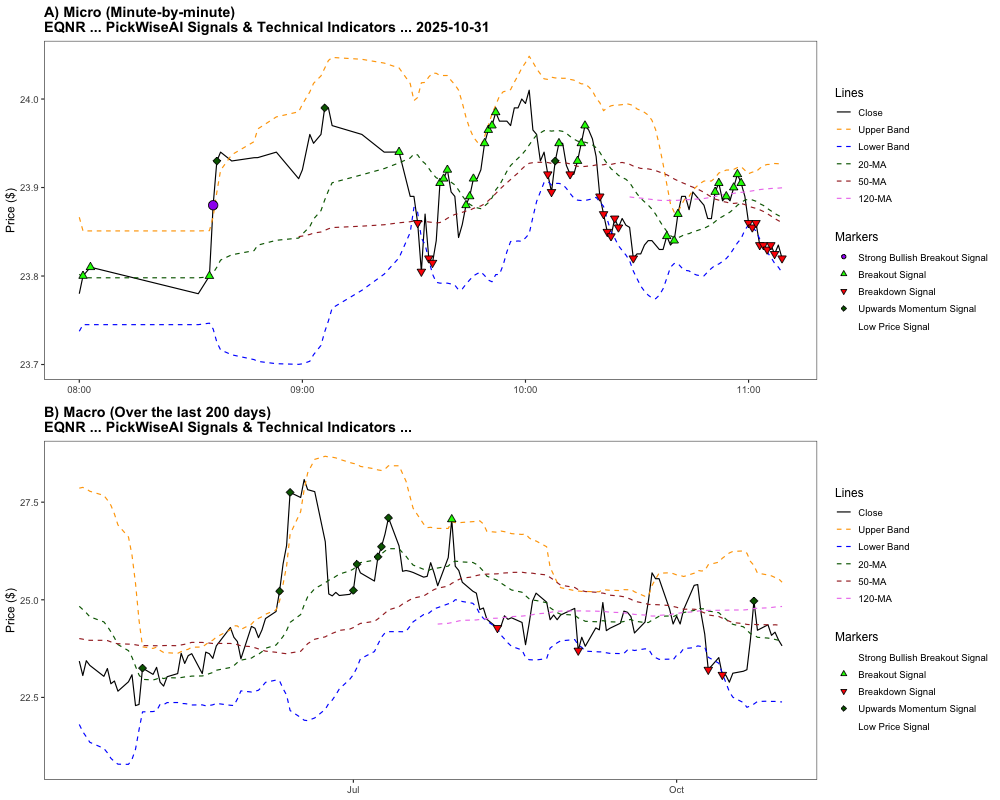 A) Micro (Minute-by-minute)
EQNR ... PickWiseAI Signals & Technical Indicators ... 2025-10-31
Price ($)
24.0
23.9
23.8
23.7
08:00
09:00
10:00
11:00
Lines
Close
Upper Band
Lower Band
20-MA
50-MA
120-MA
Markers
Strong Bullish Breakout Signal
Breakout Signal
Breakdown Signal
Upwards Momentum Signal
Low Price Signal
B) Macro (Over the last 200 days)
EQNR ... PickWiseAI Signals & Technical Indicators ...
Price ($)
27.5
25.0
22.5
Jul
Oct
Lines
Close
Upper Band
Lower Band
20-MA
50-MA
120-MA
Markers
Strong Bullish Breakout Signal
Breakout Signal
Breakdown Signal
Upwards Momentum Signal
Low Price Signal